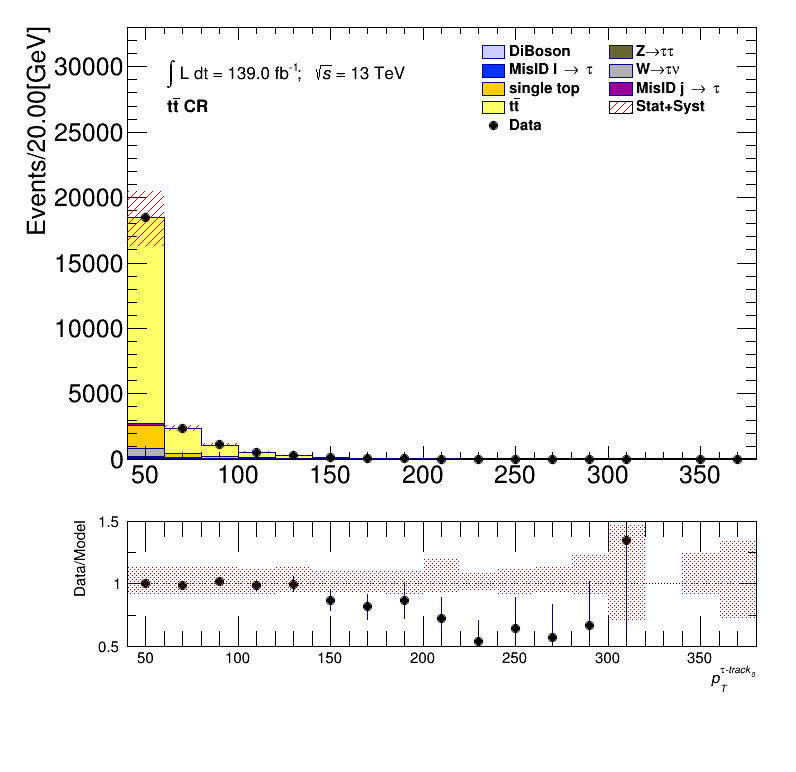 Events/20.00[GeV]
30000
25000
20000
15000
10000
5000
0
∫ L dt = 139.0 fb⁻¹; √s = 13 TeV
tt̄ CR
DiBoson Z→ττ
MisID l → τ W→τν
single top MisID j → τ
tt̄ Stat+Syst
Data
50 100 150 200 250 300 350
Data/Model
1.5
1
0.5
50 100 150 200 250 300 350
p_T^{τ-track_0}